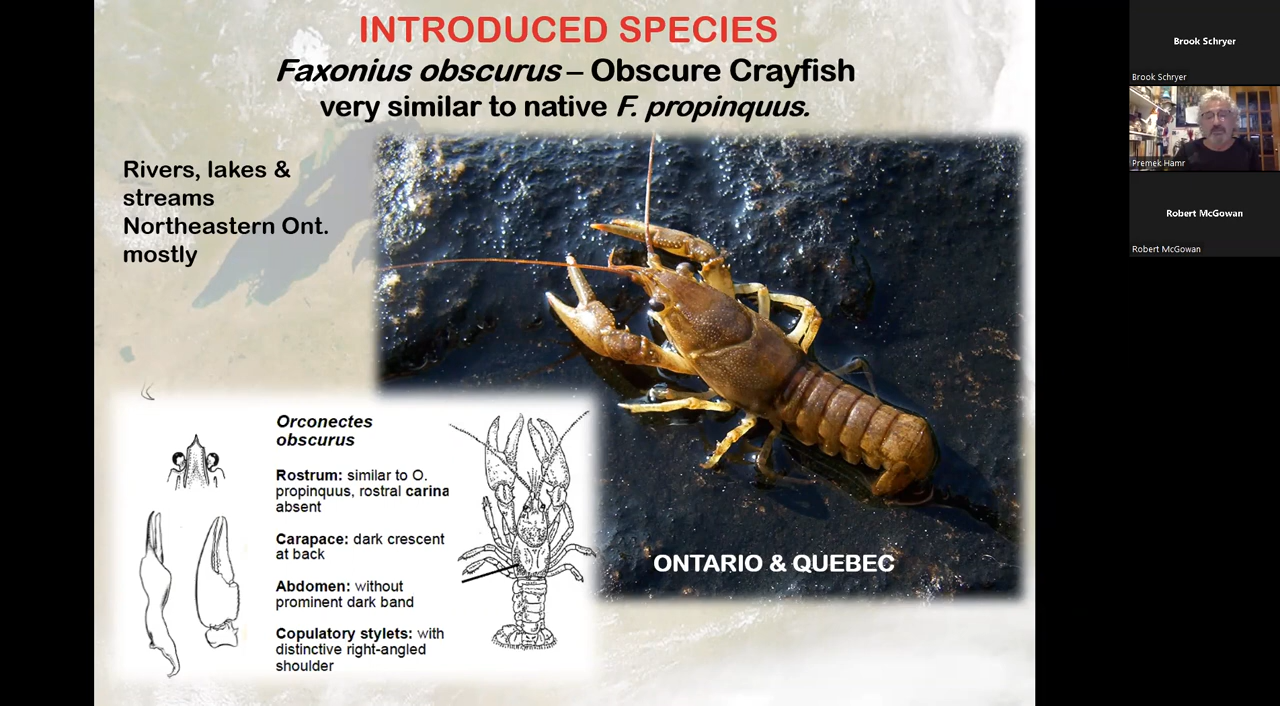 INTRODUCED SPECIES
Faxonius obscurus – Obscure Crayfish
very similar to native F. propinquus.
Rivers, lakes &
streams
Northeastern Ont.
mostly
Orconectes
obscurus
Rostrum: similar to O.
propinquus, rostral carina
absent
Carapace: dark crescent
at back
Abdomen: without
prominent dark band
Copulatory stylets: with
distinctive right-angled
shoulder
ONTARIO & QUEBEC
Brook Schryer
Brook Schryer
Premek Hamr
Robert McGowan
Robert McGowan